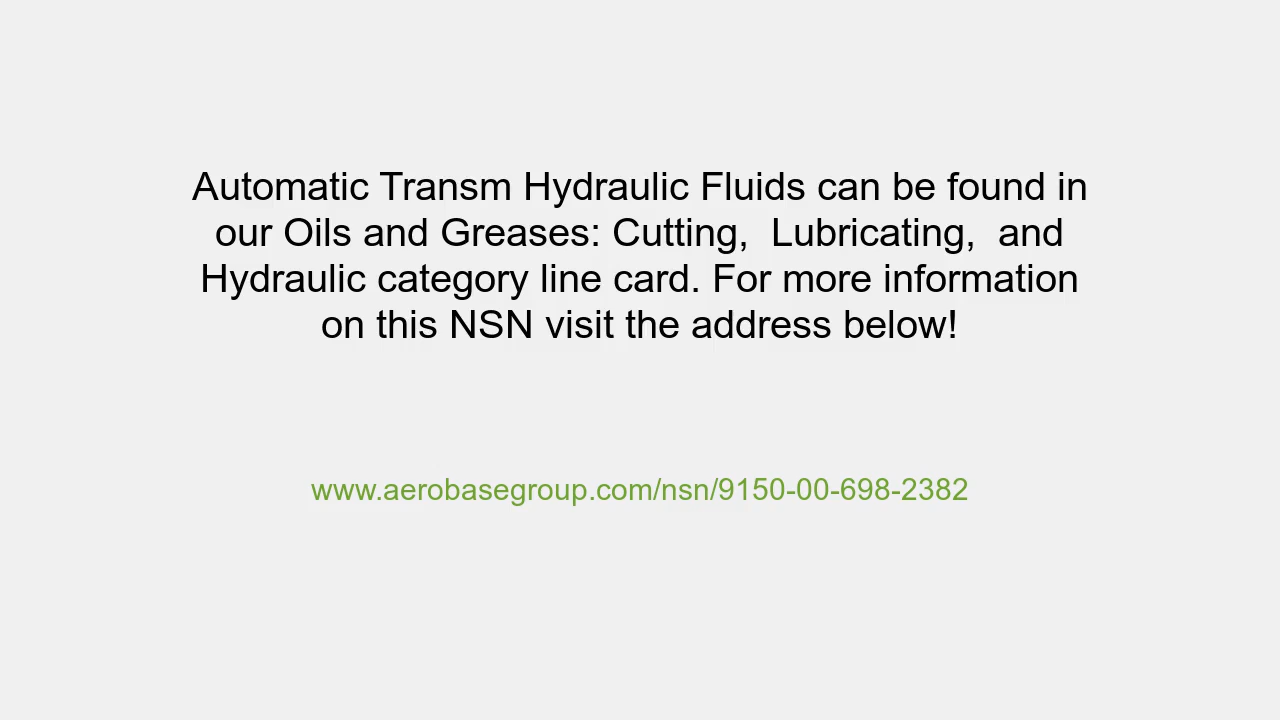 Automatic Transm Hydraulic Fluids can be found in
our Oils and Greases: Cutting,  Lubricating,  and
Hydraulic category line card. For more information
on this NSN visit the address below!
www.aerobasegroup.com/nsn/9150-00-698-2382